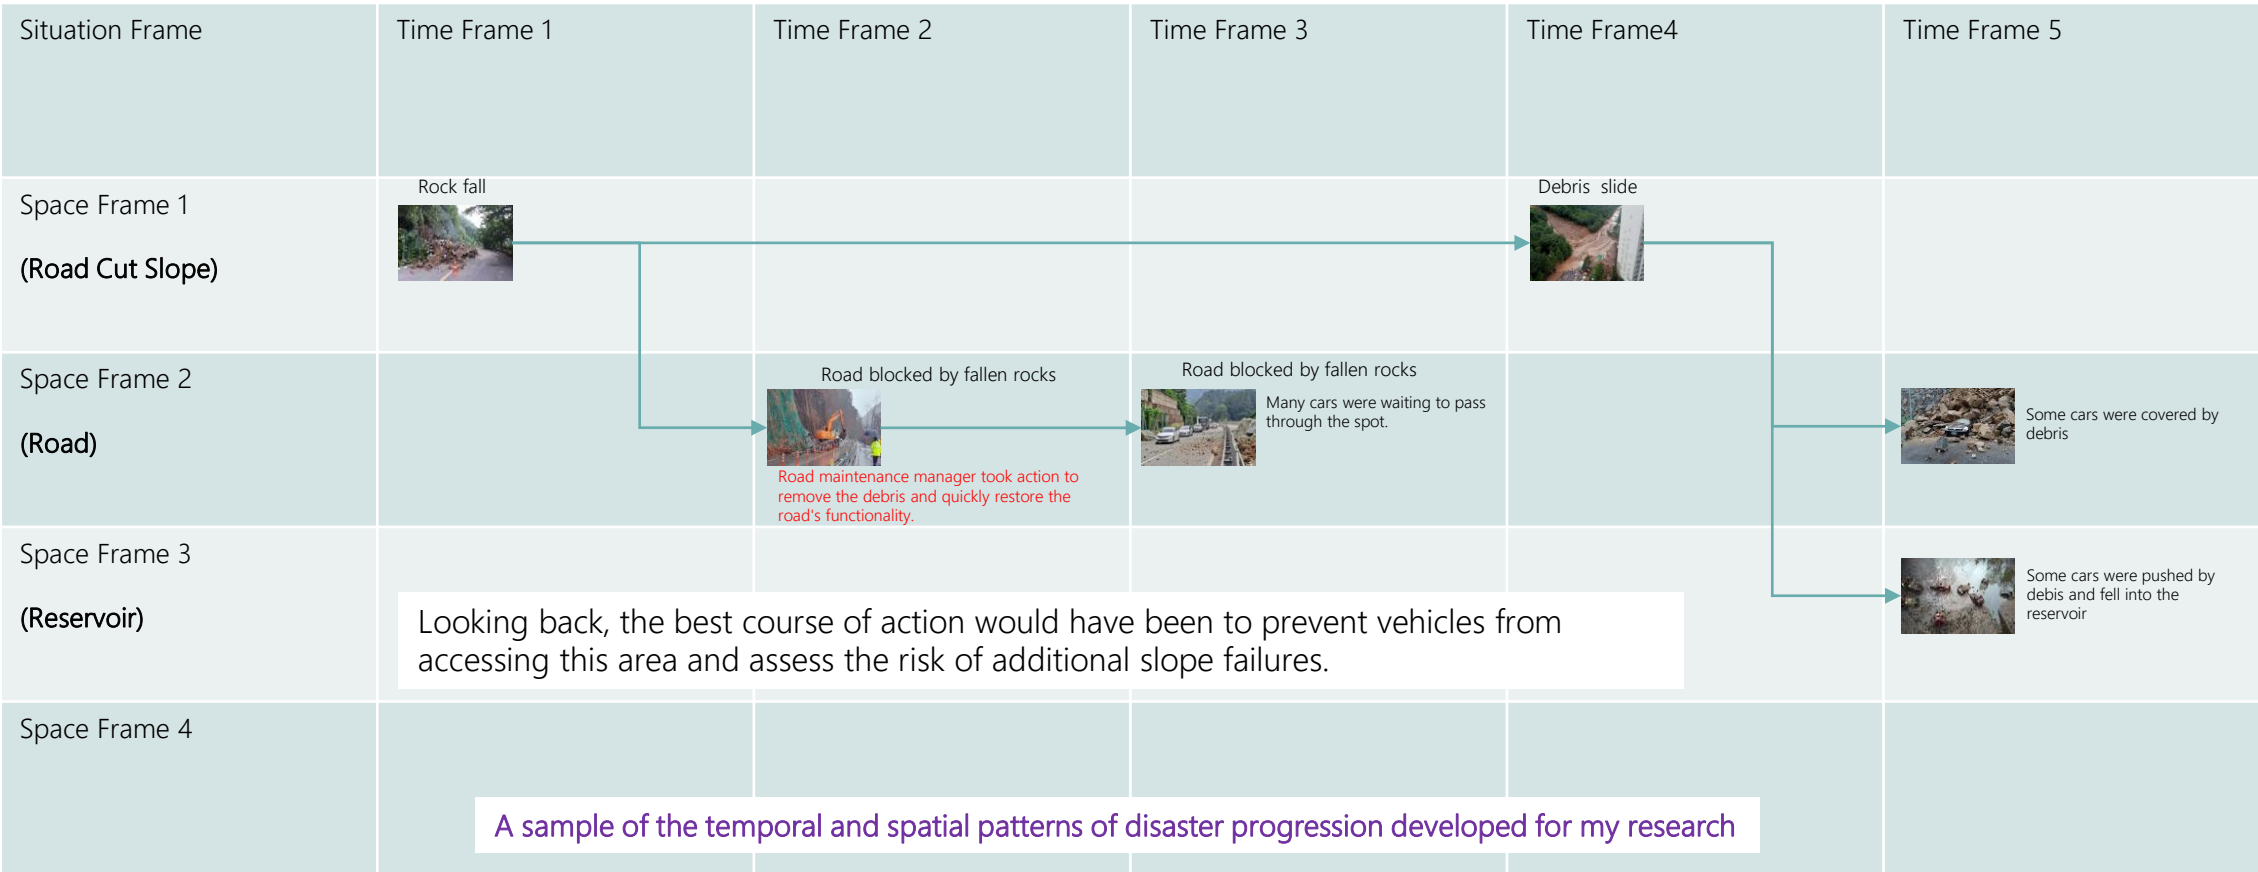 Situation Frame
Time Frame 1
Time Frame 2
Time Frame 3
Time Frame4
Time Frame 5
Space Frame 1
(Road Cut Slope)
Rock fall
Debris slide
Space Frame 2
(Road)
Road blocked by fallen rocks
Road maintenance manager took action to
remove the debris and quickly restore the
road's functionality.
Road blocked by fallen rocks
Many cars were waiting to pass
through the spot.
Some cars were covered by
debris
Space Frame 3
(Reservoir)
Looking back, the best course of action would have been to prevent vehicles from
accessing this area and assess the risk of additional slope failures.
Some cars were pushed by
debis and fell into the
reservoir
Space Frame 4
A sample of the temporal and spatial patterns of disaster progression developed for my research